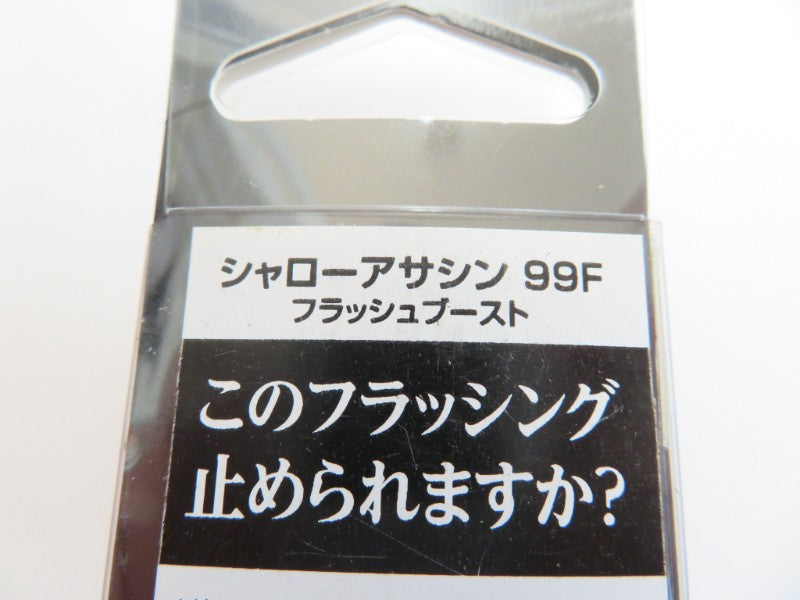 シャローアサシン 99F
フラッシュブースト
このフラッシング
止められますか?